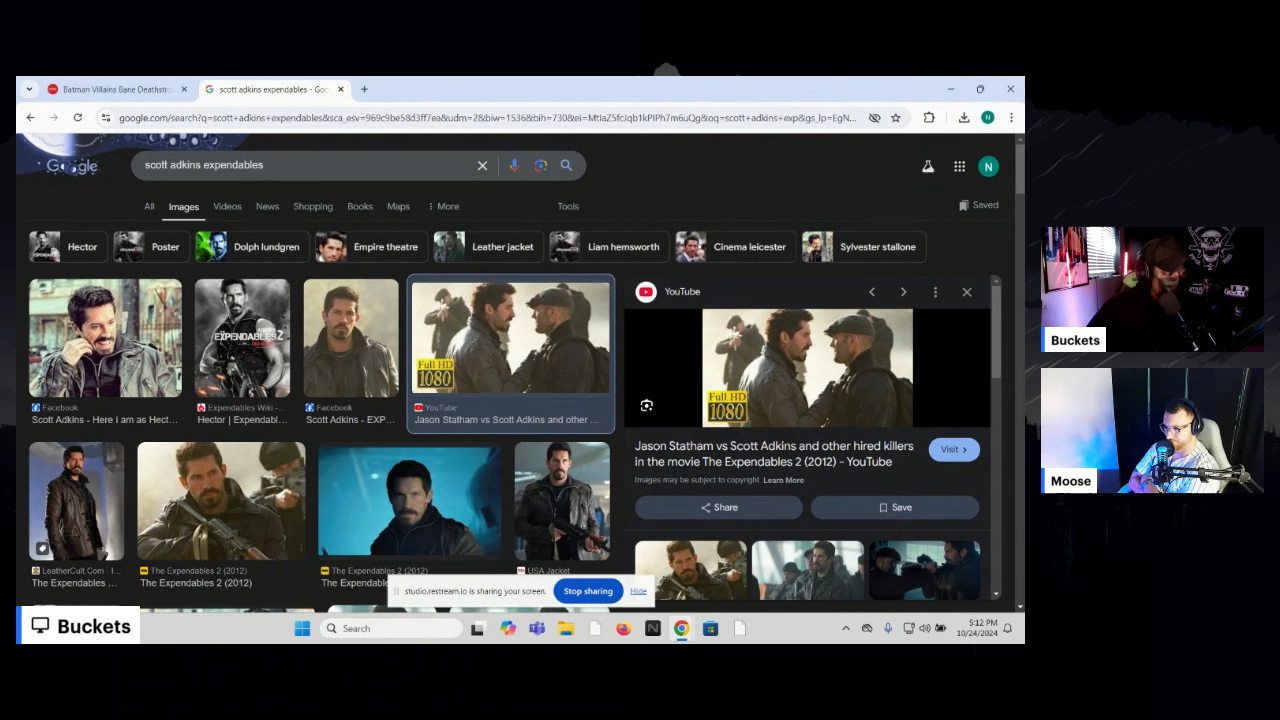 Batman Villains Bane Deathstro
scott adkins expendables - Goo
google.com/search?q=scott+adkins+expendables&sca_esv=969c9be58d3ff7ea&udm=2&biw=1536&bih=730&ei=MtIaZ5fcJqb1kPIPh7m6uQg&oq=scott+adkins+exp&gs_lp=EgN...
Google
scott adkins expendables
N
All Images Videos News Shopping Books Maps More Tools
Saved
Hector Poster Dolph lundgren Empire theatre Leather jacket Liam hemsworth Cinema leicester Sylvester stallone
YouTube
EXPENDABLES 2
Full HD
1080
Full HD
1080
Facebook
Scott Adkins - Here I am as Hect...
Expendables Wiki -...
Hector | Expendabl...
Facebook
Scott Adkins - EXP...
YouTube
Jason Statham vs Scott Adkins and other ...
Jason Statham vs Scott Adkins and other hired killers
in the movie The Expendables 2 (2012) - YouTube
Visit
Images may be subject to copyright. Learn More
Share
Save
LeatherCult.Com · I...
The Expendables ...
The Expendables 2 (2012)
The Expendables 2 (2012)
The Expendables 2 (2012)
The Expendables
USA Jacket
studio.restream.io is sharing your screen.
Stop sharing
Hide
Buckets
Search
5:12 PM
10/24/2024
Buckets
Moose